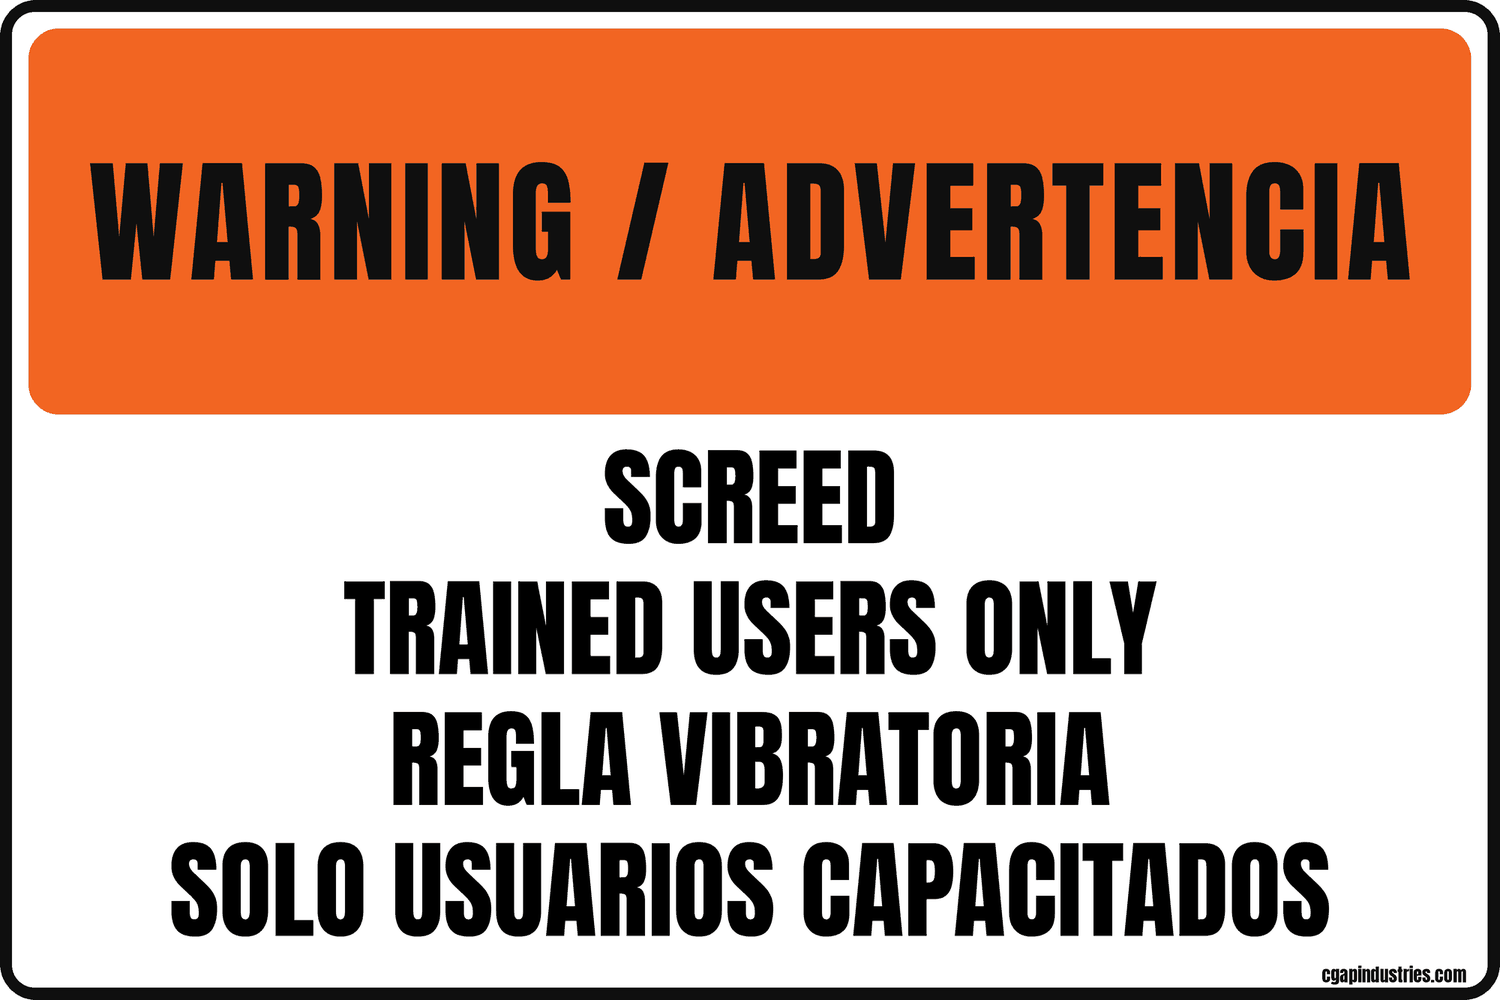 WARNING / ADVERTENCIA
SCREED
TRAINED USERS ONLY
REGLA VIBRATORIA
SOLO USUARIOS CAPACITADOS
cgapindustries.com